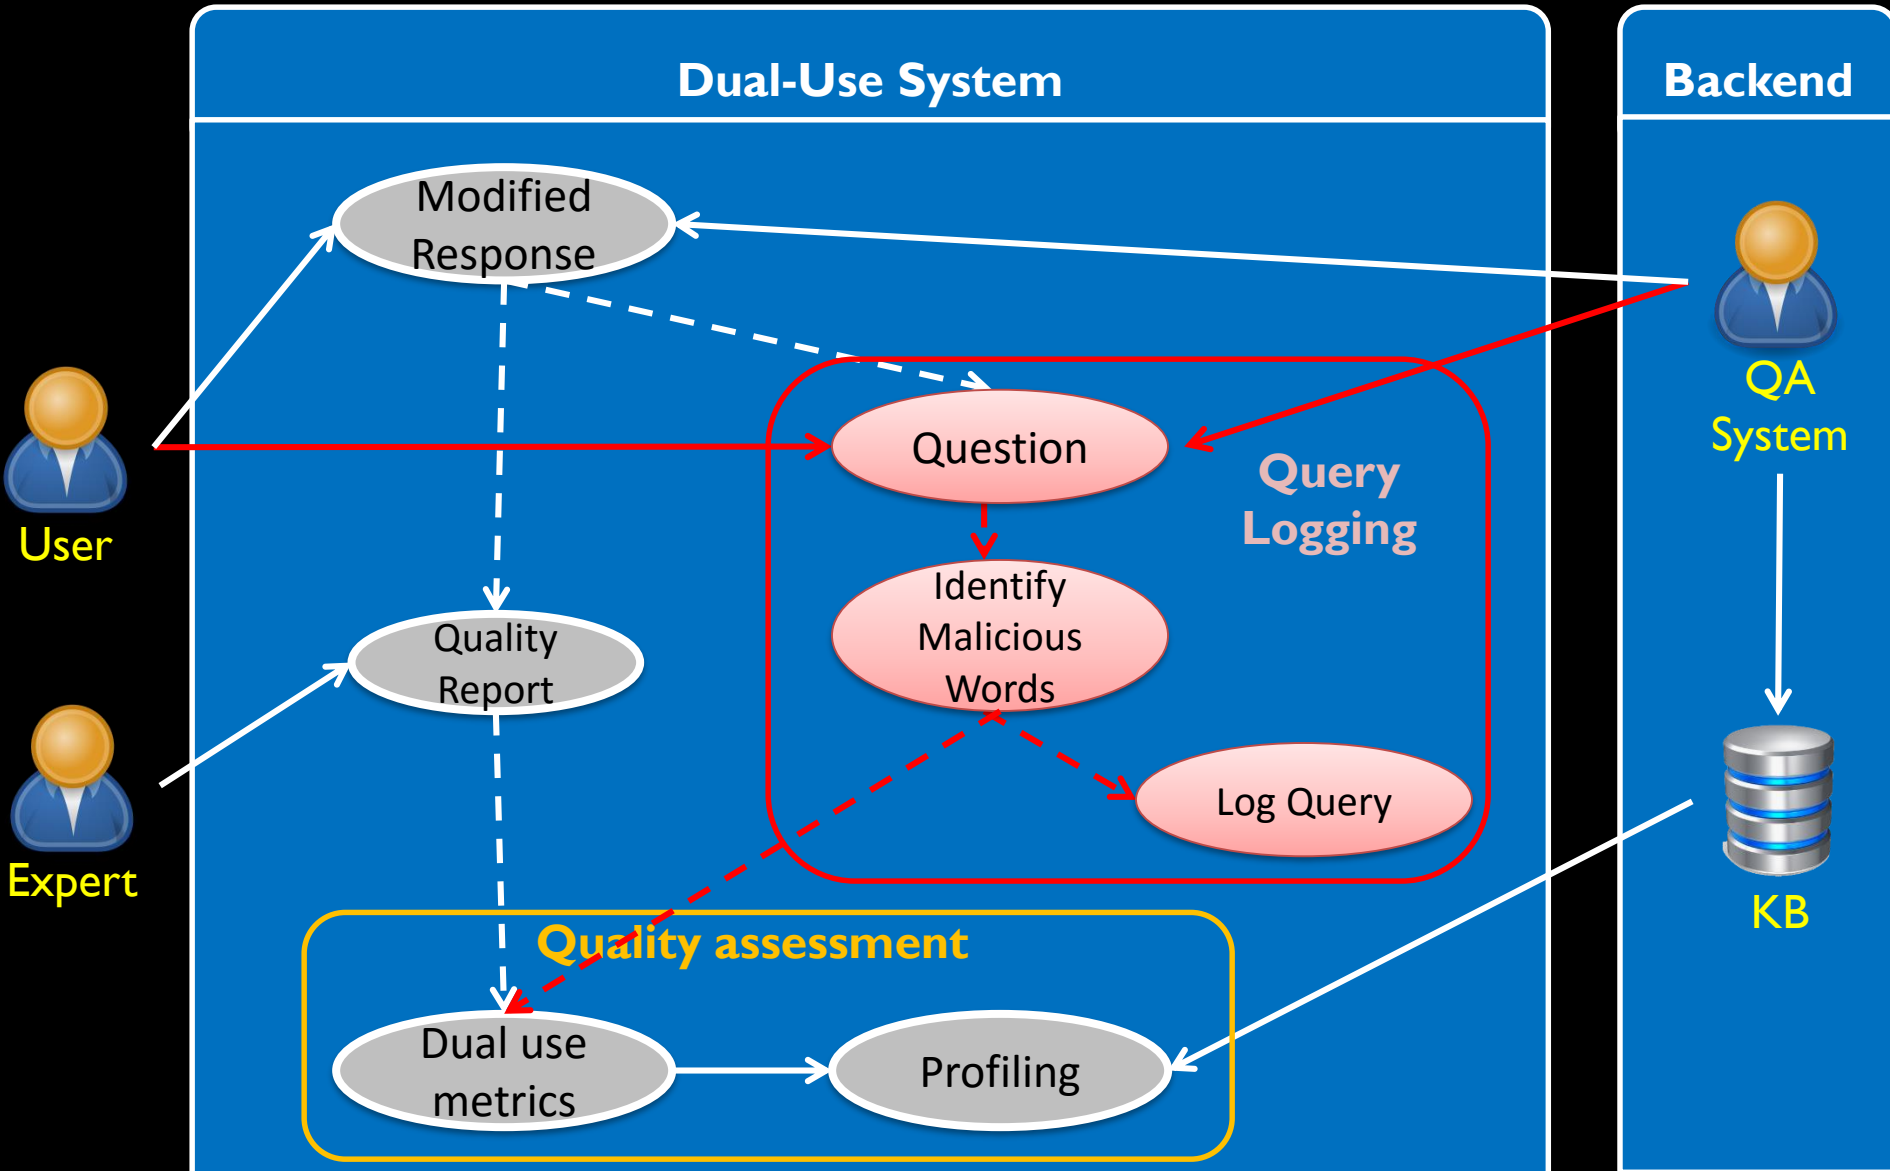 Dual-Use System
Backend
Modified
Response
QA
System
Question
Query
Logging
User
Identify
Malicious
Words
Quality
Report
Log Query
Expert
KB
Quality assessment
Dual use
metrics
Profiling